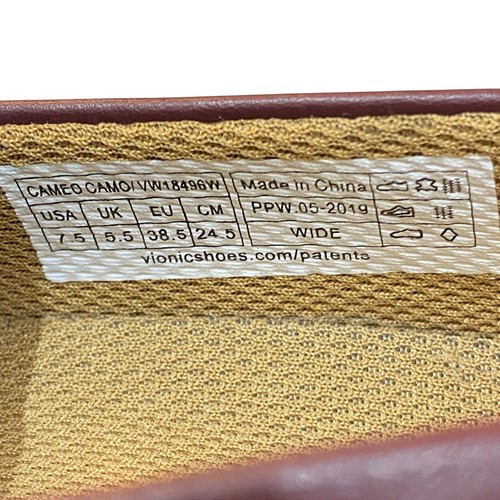 CAMEO CAMOI VW18496W
USA UK EU CM
7.5 5.5 38.5 24.5
Made in China
PPW.05-2019
WIDE
vionicshoes.com/patents